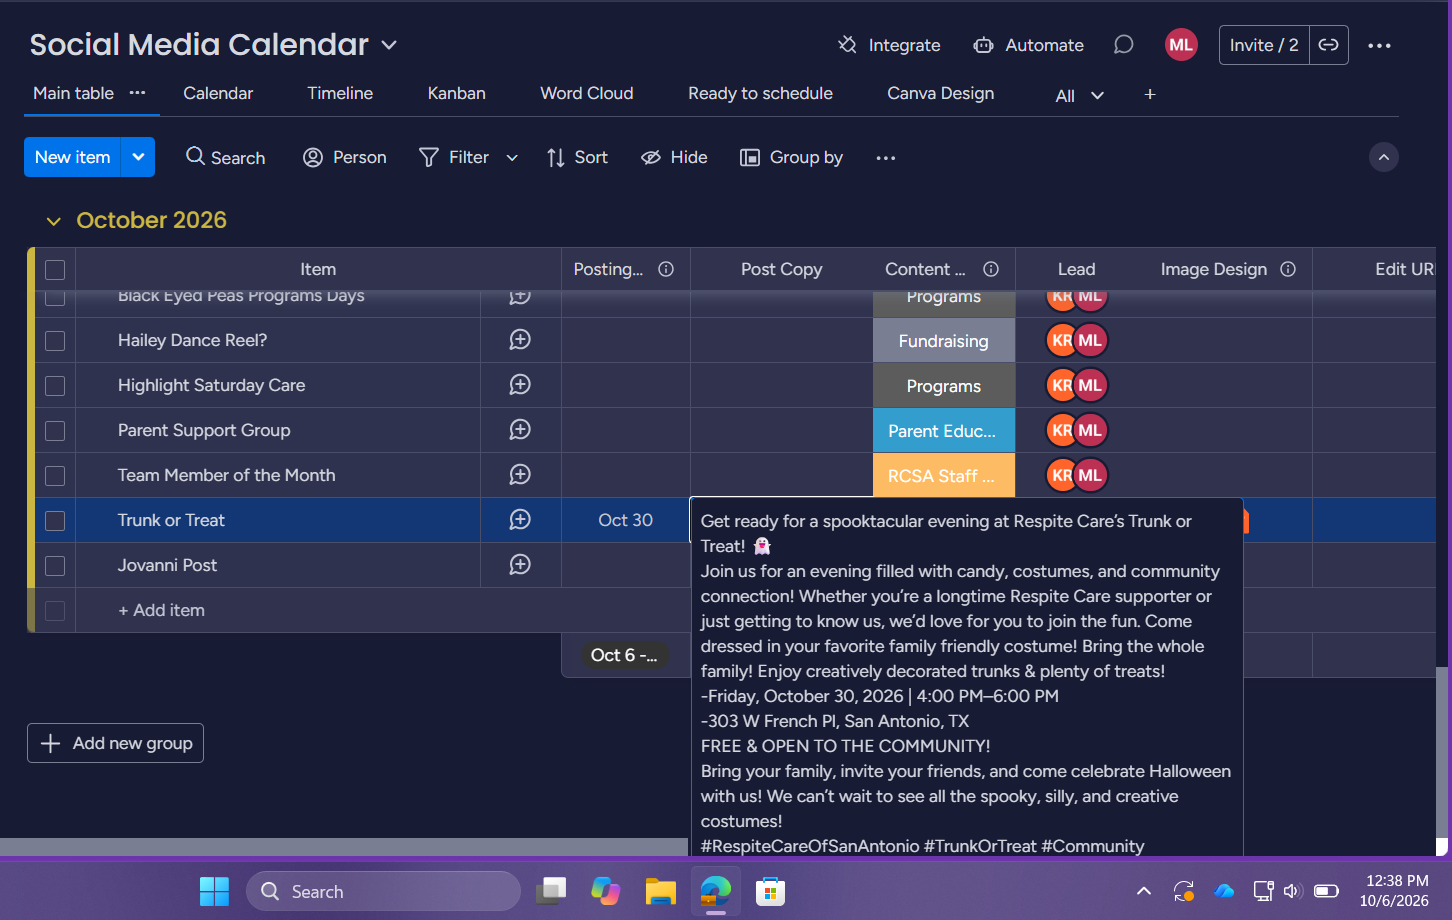 Social Media Calendar
Integrate
Automate
ML
Invite / 2
Main table
Calendar
Timeline
Kanban
Word Cloud
Ready to schedule
Canva Design
All
New item
Search
Person
Filter
Sort
Hide
Group by
October 2026
Item
Posting...
Post Copy
Content ...
Lead
Image Design
Edit UR
Black Eyed Peas Programs Days
Programs
KR ML
Hailey Dance Reel?
Fundraising
KR ML
Highlight Saturday Care
Programs
KR ML
Parent Support Group
Parent Educ...
KR ML
Team Member of the Month
RCSA Staff ...
KR ML
Trunk or Treat
Oct 30
Jovanni Post
+ Add item
Oct 6 -...
Get ready for a spooktacular evening at Respite Care’s Trunk or
Treat! 👻
Join us for an evening filled with candy, costumes, and community
connection! Whether you’re a longtime Respite Care supporter or
just getting to know us, we’d love for you to join the fun. Come
dressed in your favorite family friendly costume! Bring the whole
family! Enjoy creatively decorated trunks & plenty of treats!
-Friday, October 30, 2026 | 4:00 PM–6:00 PM
-303 W French Pl, San Antonio, TX
FREE & OPEN TO THE COMMUNITY!
Bring your family, invite your friends, and come celebrate Halloween
with us! We can’t wait to see all the spooky, silly, and creative
costumes!
#RespiteCareOfSanAntonio #TrunkOrTreat #Community
Add new group
Search
12:38 PM
10/6/2026